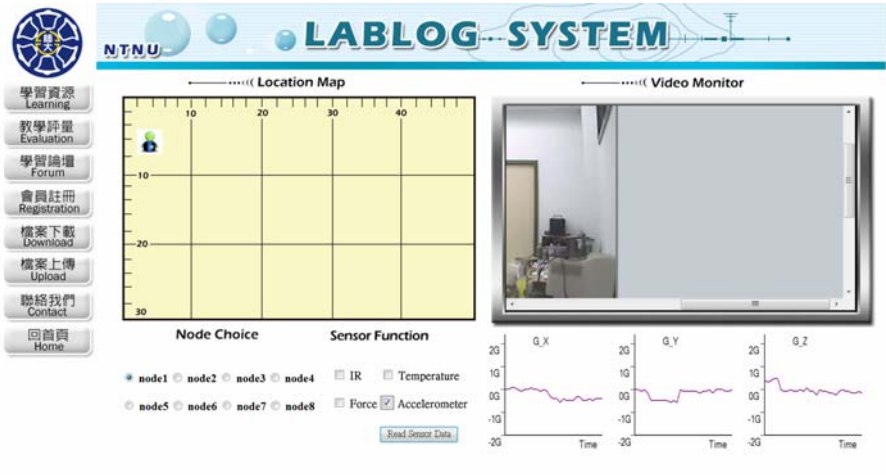 NTNU
LABLOG SYSTEM
學習資源
Learning
教學評量
Evaluation
學習論壇
Forum
會員註冊
Registration
檔案下載
Download
檔案上傳
Upload
聯絡我們
Contact
回首頁
Home
Location Map
10 20 30 40
10
20
30
Node Choice
Sensor Function
node1 node2 node3 node4
node5 node6 node7 node8
IR Temperature
Force Accelerometer
Read Sensor Data
Video Monitor
G_X
2G
1G
0G
-1G
-2G
Time
G_Y
2G
1G
0G
-1G
-2G
Time
G_Z
2G
1G
0G
-1G
-2G
Time